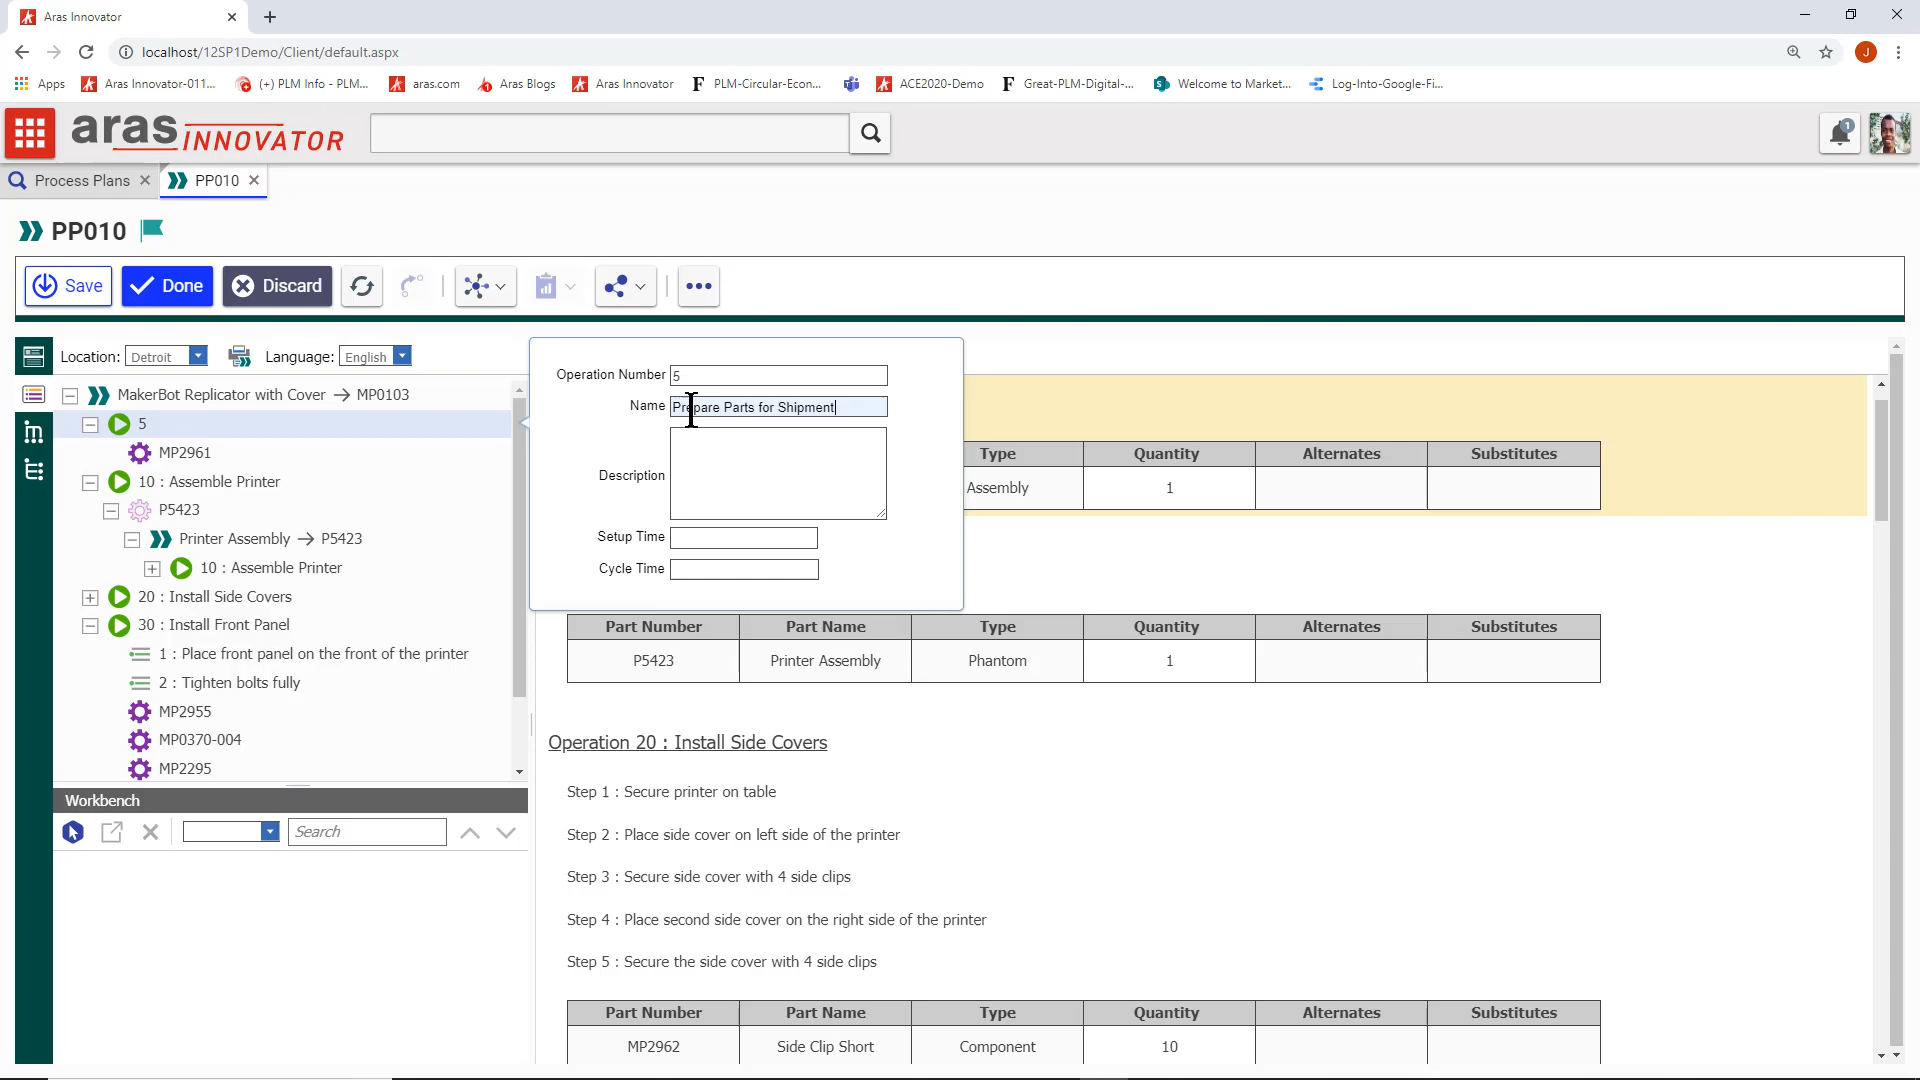 Aras Innovator
localhost/12SP1Demo/Client/default.aspx
J
Apps
Aras Innovator-011...
(+) PLM Info - PLM...
aras.com
Aras Blogs
Aras Innovator
PLM-Circular-Econ...
ACE2020-Demo
Great-PLM-Digital-...
Welcome to Market...
Log-Into-Google-Fi...
aras INNOVATOR
1
Process Plans
PP010
PP010
Save
Done
Discard
Location: Detroit
Language: English
MakerBot Replicator with Cover → MP0103
5
MP2961
10 : Assemble Printer
P5423
Printer Assembly → P5423
10 : Assemble Printer
20 : Install Side Covers
30 : Install Front Panel
1 : Place front panel on the front of the printer
2 : Tighten bolts fully
MP2955
MP0370-004
MP2295
Workbench
Search
Operation Number 5
Name Prepare Parts for Shipment
Description
Setup Time
Cycle Time
Type Quantity Alternates Substitutes
Assembly 1
Part Number Part Name Type Quantity Alternates Substitutes
P5423 Printer Assembly Phantom 1
Operation 20 : Install Side Covers
Step 1 : Secure printer on table
Step 2 : Place side cover on left side of the printer
Step 3 : Secure side cover with 4 side clips
Step 4 : Place second side cover on the right side of the printer
Step 5 : Secure the side cover with 4 side clips
Part Number Part Name Type Quantity Alternates Substitutes
MP2962 Side Clip Short Component 10